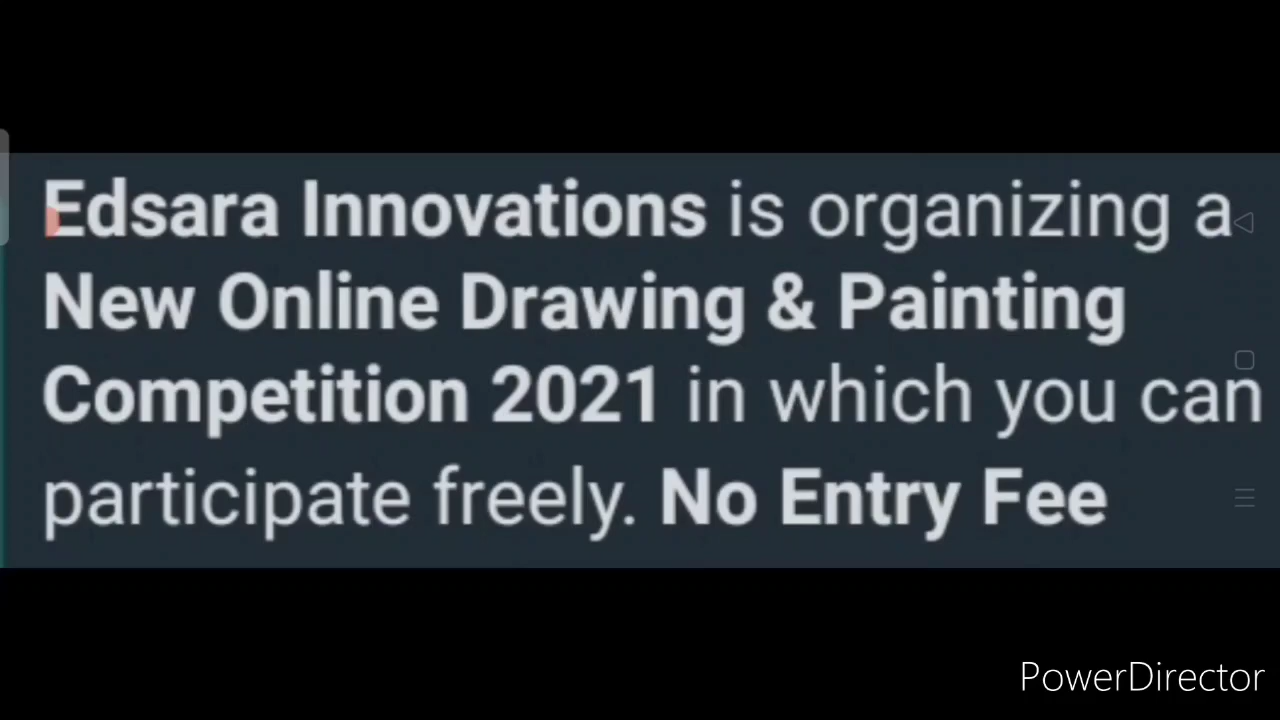 Edsara Innovations is organizing a
New Online Drawing & Painting
Competition 2021 in which you can
participate freely. No Entry Fee
PowerDirector